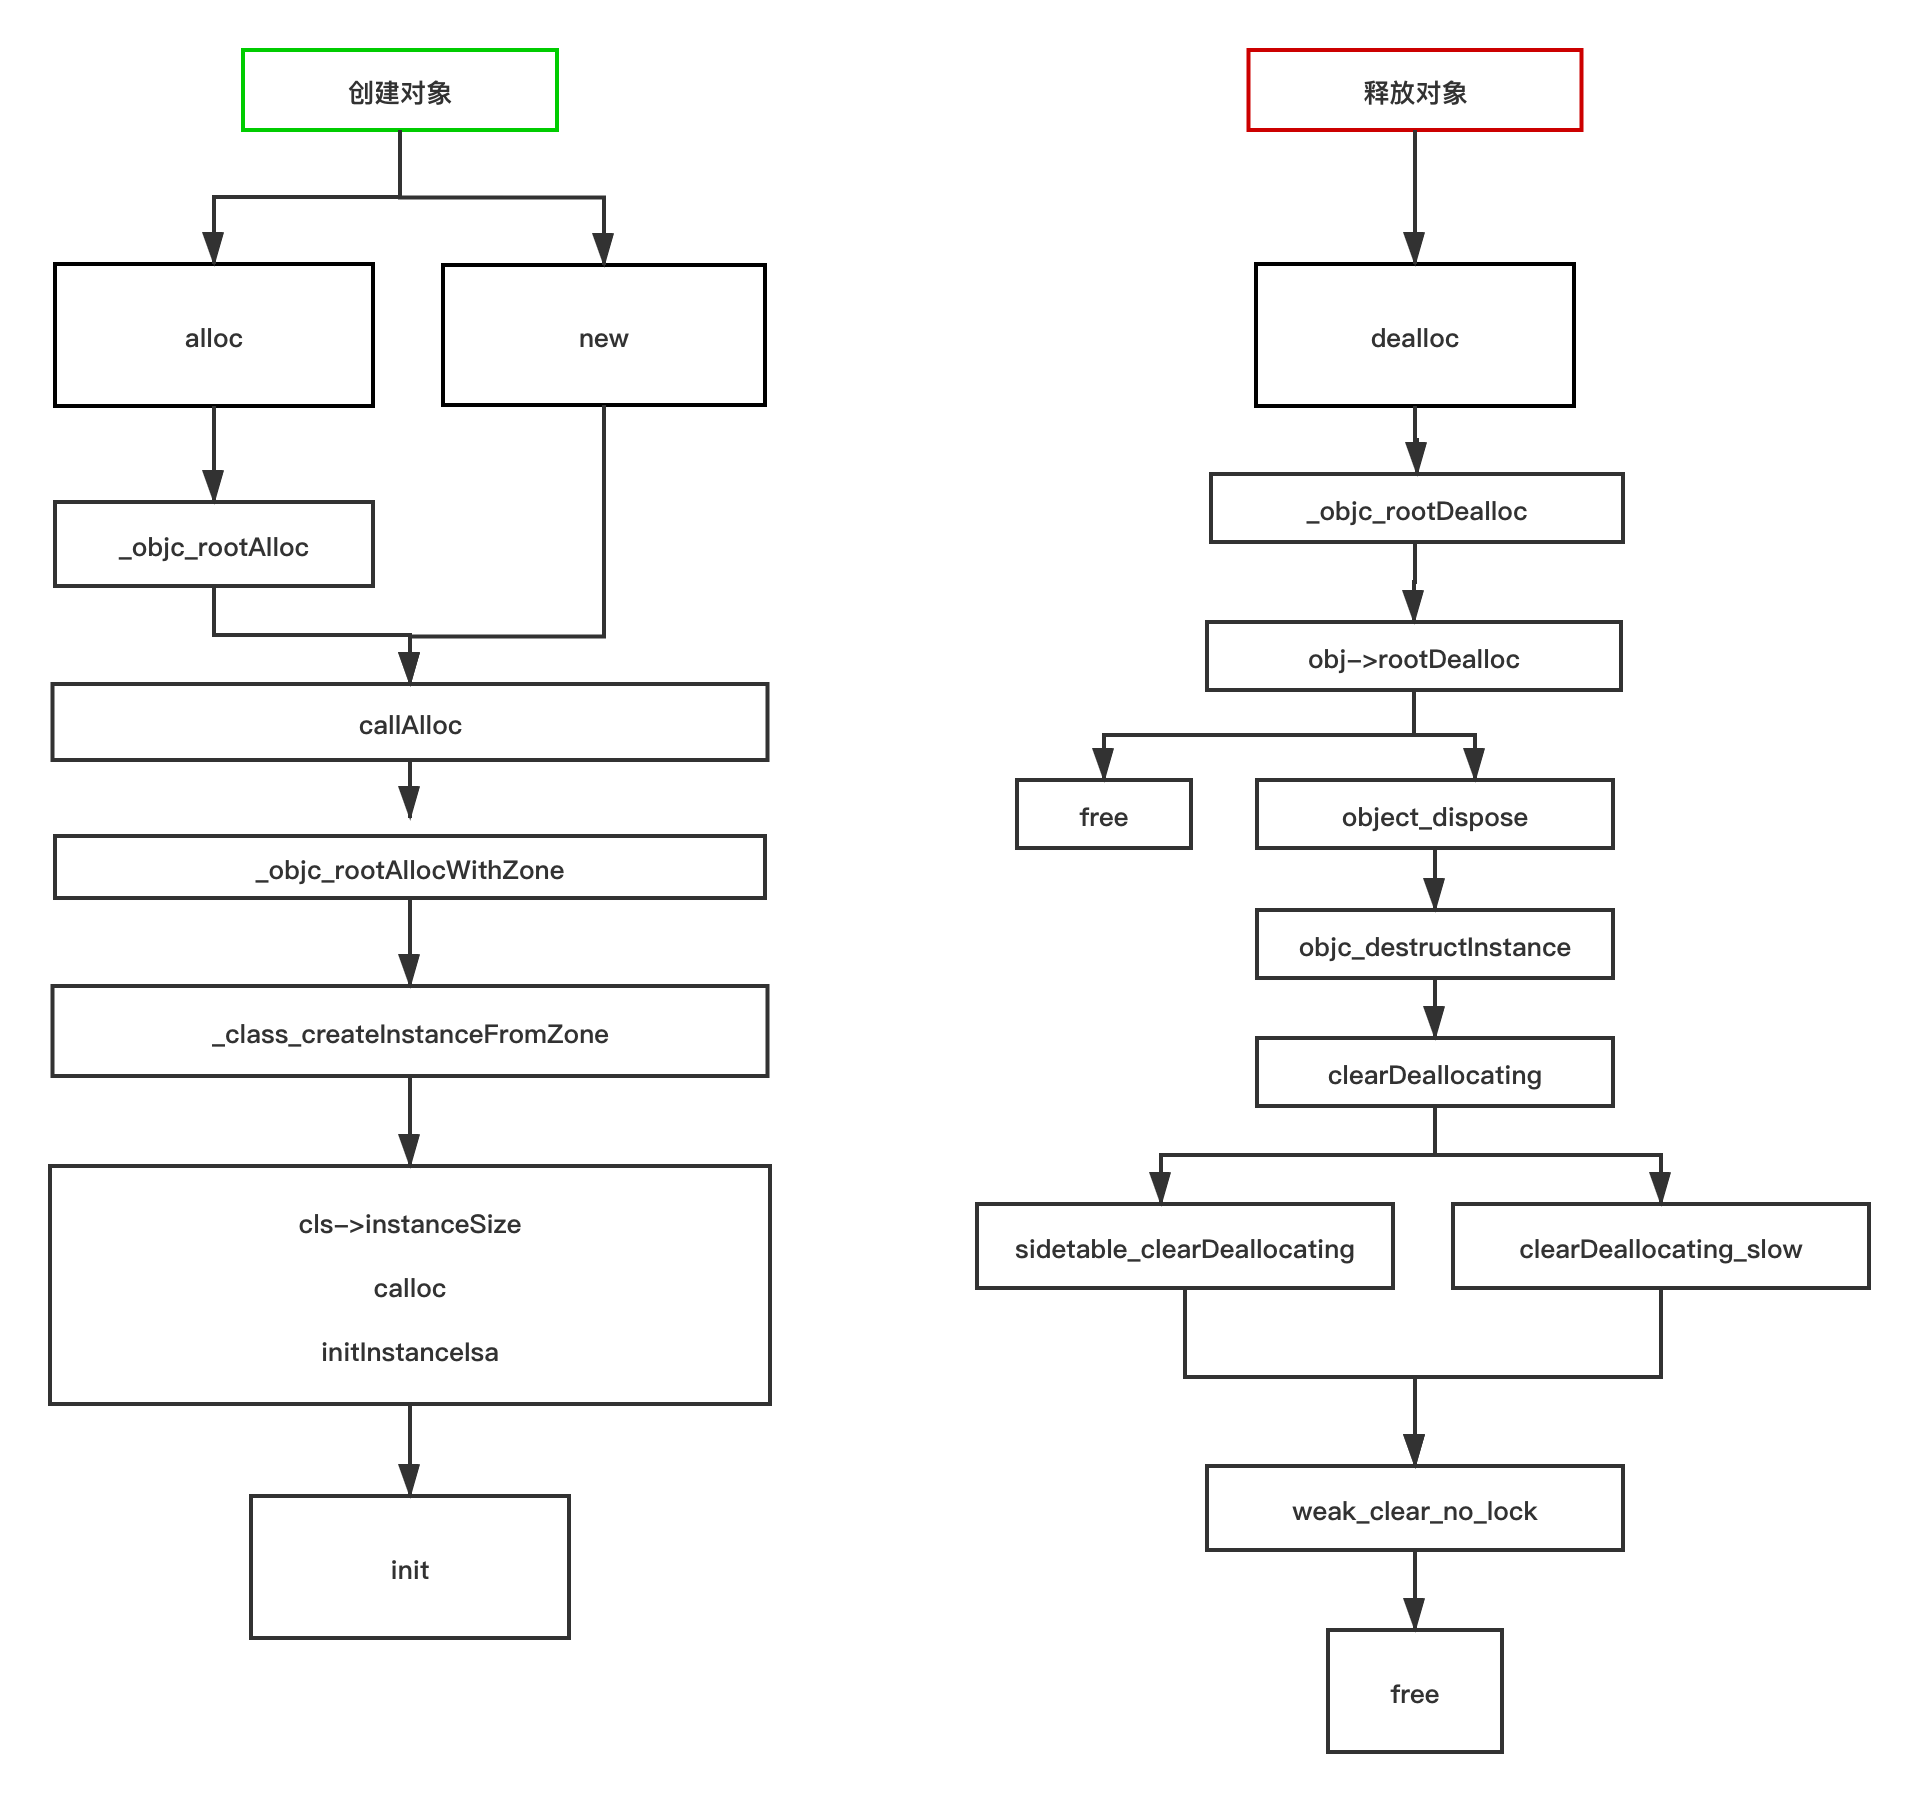 创建对象
alloc
new
_objc_rootAlloc
callAlloc
_objc_rootAllocWithZone
_class_createInstanceFromZone
cls->instanceSize
calloc
initInstanceIsa
init
释放对象
dealloc
_objc_rootDealloc
obj->rootDealloc
free
object_dispose
objc_destructInstance
clearDeallocating
sidetable_clearDeallocating
clearDeallocating_slow
weak_clear_no_lock
free